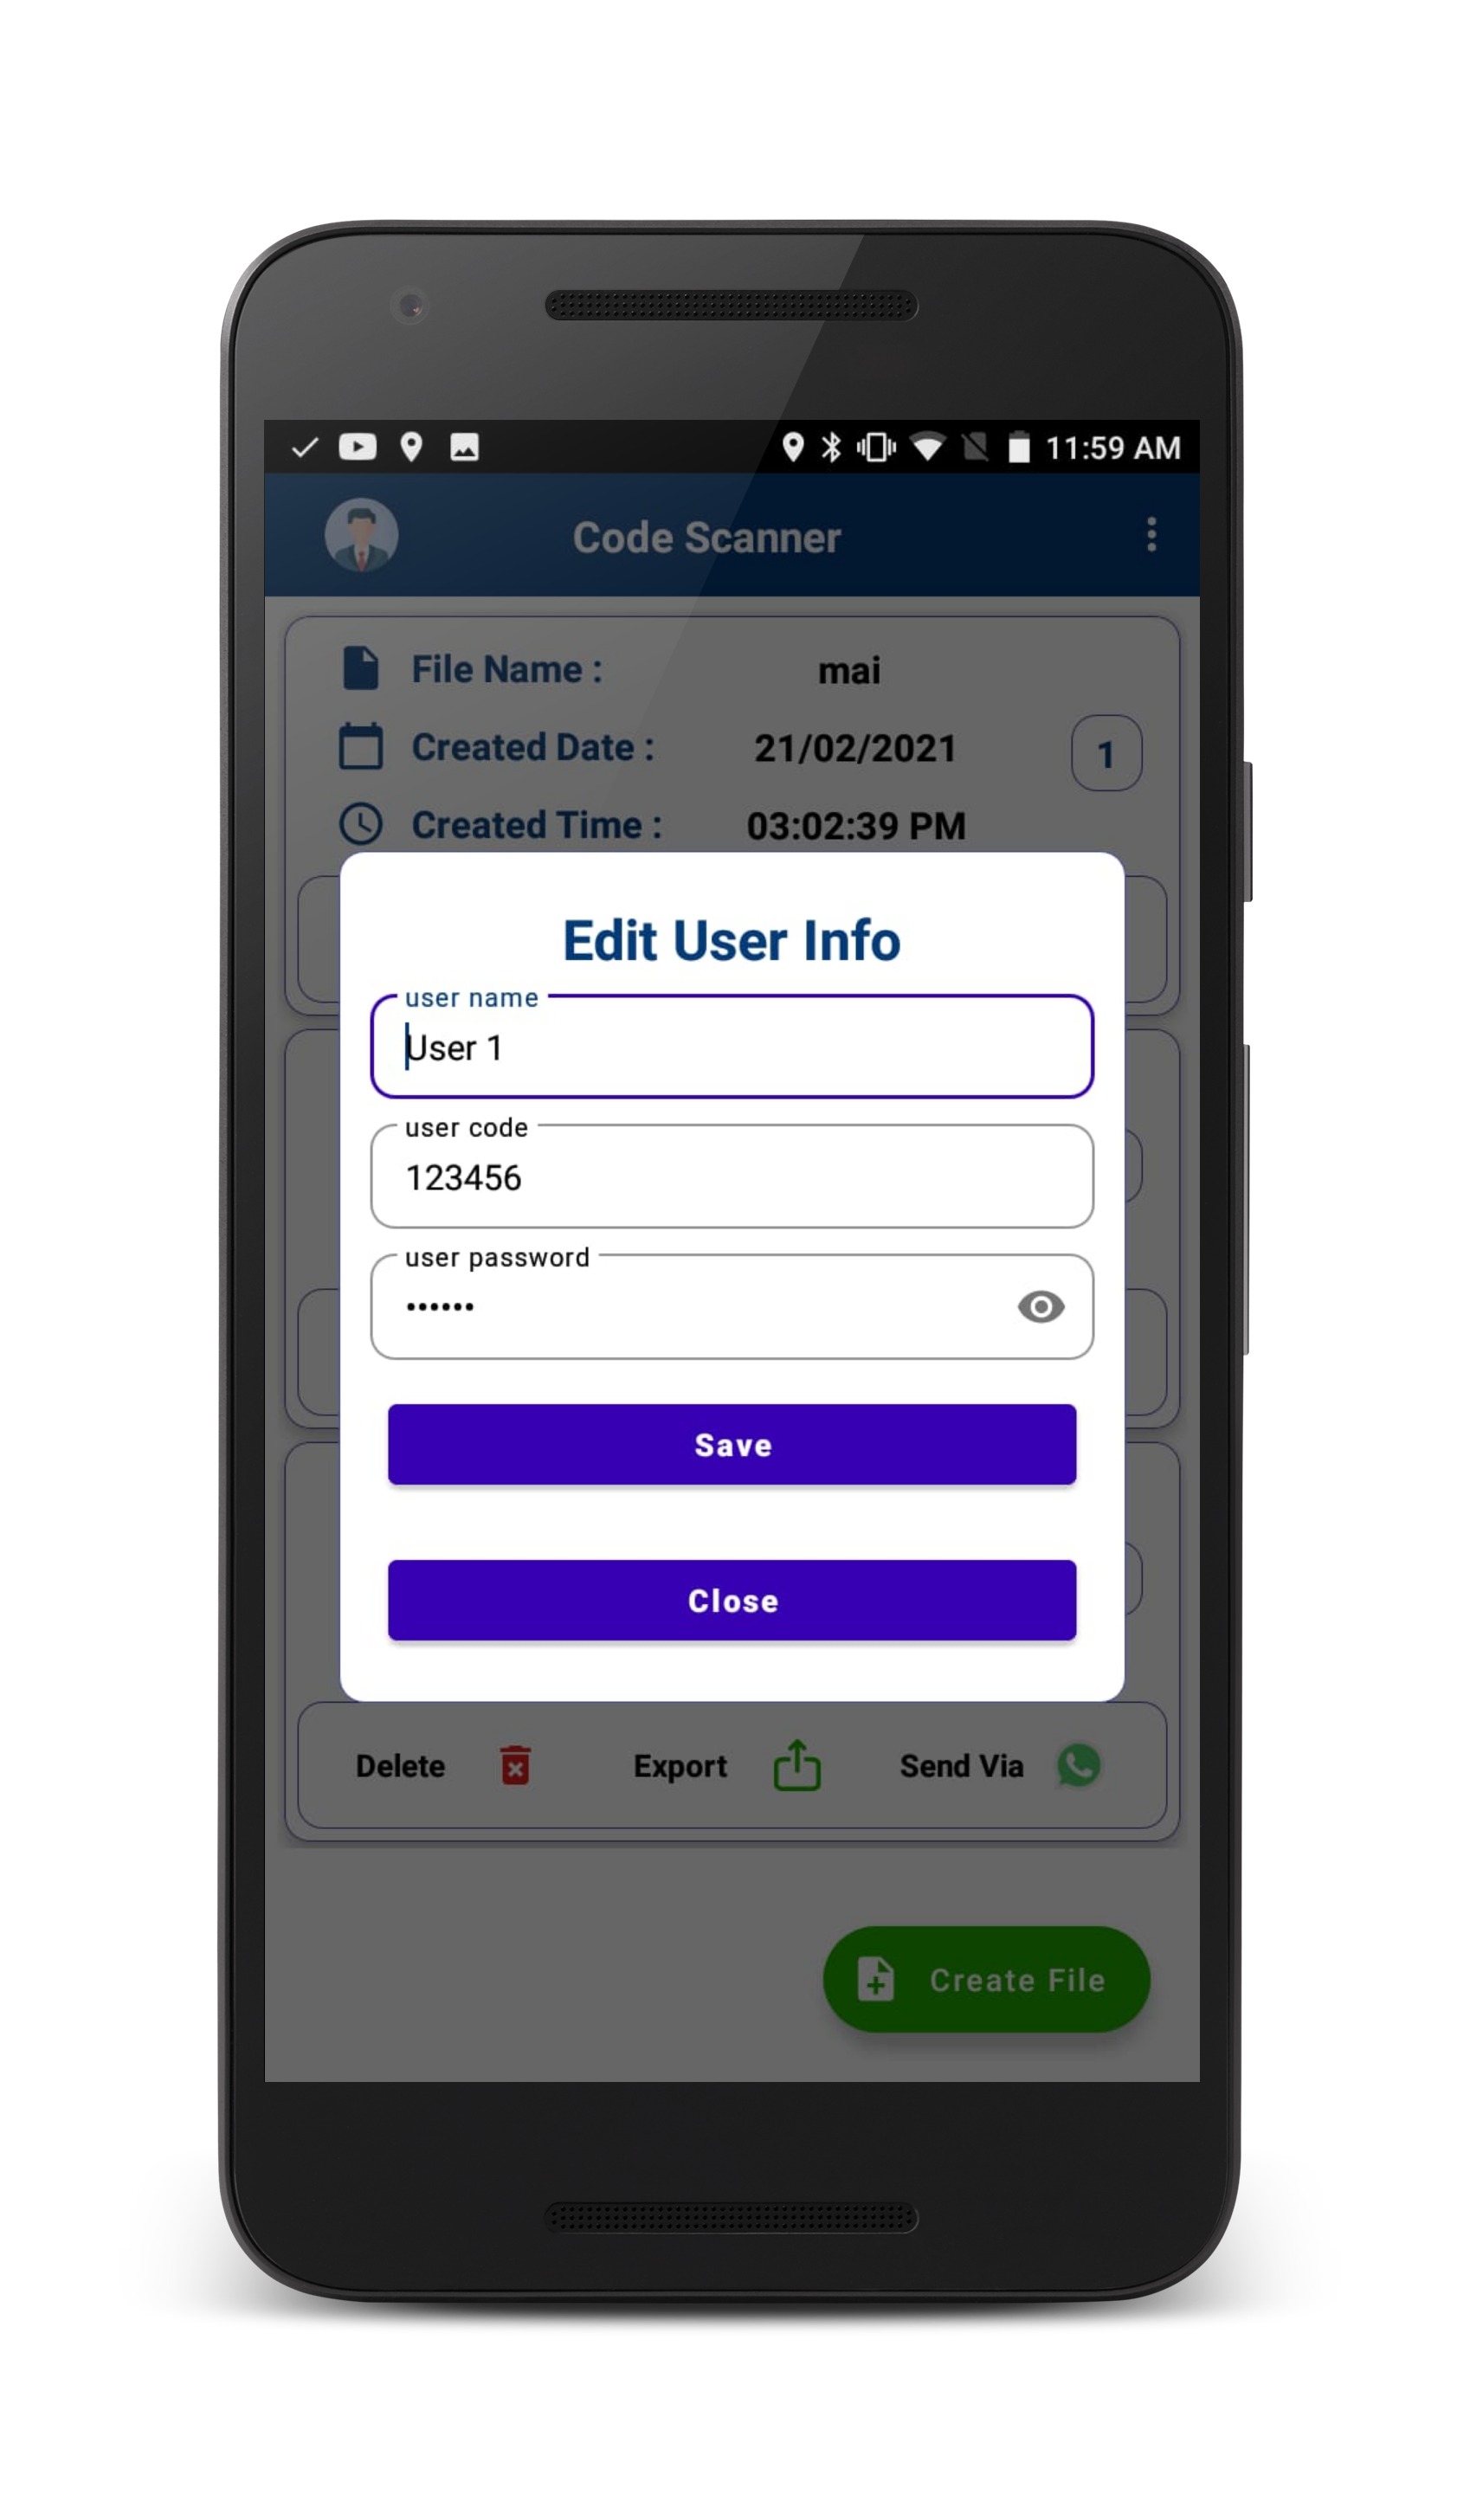 11:59 AM
Code Scanner
File Name : mai
Created Date : 21/02/2021
1
Created Time : 03:02:39 PM
Edit User Info
user name
User 1
user code
123456
user password
••••••
Save
Close
Delete Export Send Via
Create File